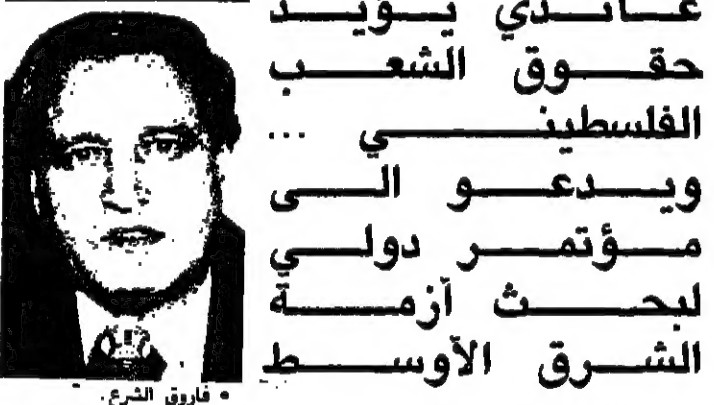 غاندي يؤيد
حقوق الشعب
الفلسطيني ...
ويدعو الى
مؤتمر دولي
لبحث أزمة
الشرق الأوسط
• فاروق الشرع.